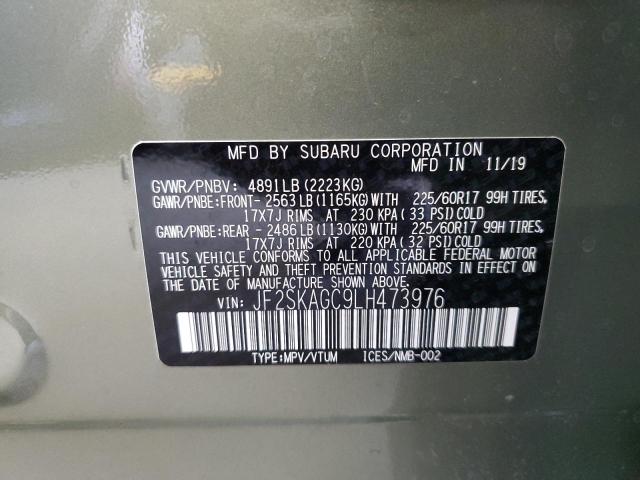 MFD BY SUBARU CORPORATION
MFD IN 11/19
GVWR/PNBV: 4891LB (2223KG)
GAWR/PNBE:FRONT- 2563LB (1165KG) WITH 225/60R17 99H TIRES,
17X7J RIMS AT 230 KPA (33 PSI) COLD
GAWR/PNBE:REAR - 2486LB (1130KG) WITH 225/60R17 99H TIRES,
17X7J RIMS AT 220 KPA (32 PSI) COLD
THIS VEHICLE CONFORMS TO ALL APPLICABLE FEDERAL MOTOR
VEHICLE SAFETY AND THEFT PREVENTION STANDARDS IN EFFECT ON
THE DATE OF MANUFACTURE SHOWN ABOVE.
VIN: JF2SKAGC9LH473976
TYPE:MPV/VTUM ICES/NMB-002